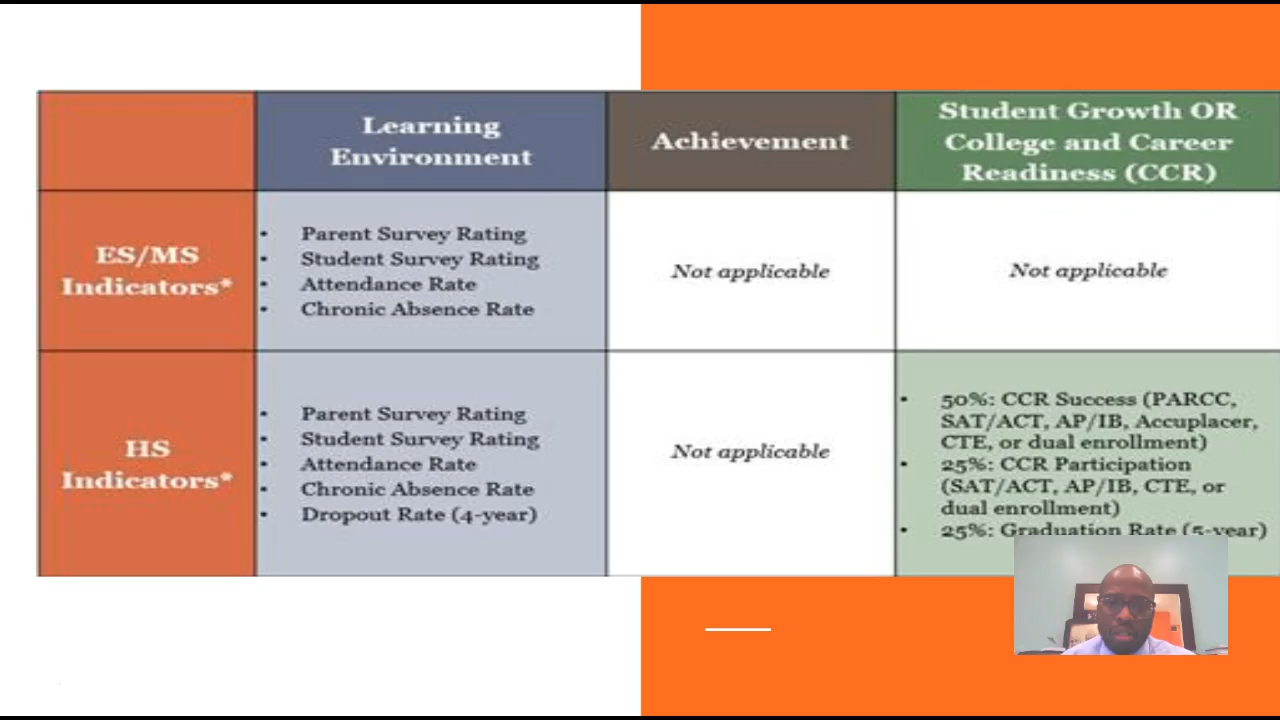 Learning
Environment
Achievement
Student Growth OR
College and Career
Readiness (CCR)
ES/MS
Indicators*
• Parent Survey Rating
• Student Survey Rating
• Attendance Rate
• Chronic Absence Rate
Not applicable
Not applicable
HS
Indicators*
• Parent Survey Rating
• Student Survey Rating
• Attendance Rate
• Chronic Absence Rate
• Dropout Rate (4-year)
Not applicable
• 50%: CCR Success (PARCC,
SAT/ACT, AP/IB, Accuplacer,
CTE, or dual enrollment)
• 25%: CCR Participation
(SAT/ACT, AP/IB, CTE, or
dual enrollment)
• 25%: Graduation Rate (5-year)